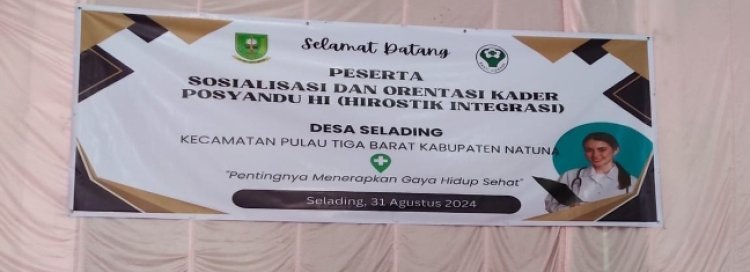 Selamat Datang
PESERTA
SOSIALISASI DAN ORENTASI KADER
POSYANDU HI (HIROSTIK INTEGRASI)
DESA SELADING
KECAMATAN PULAU TIGA BARAT KABUPATEN NATUNA
"Pentingnya Menerapkan Gaya Hidup Sehat"
Selading, 31 Agustus 2024